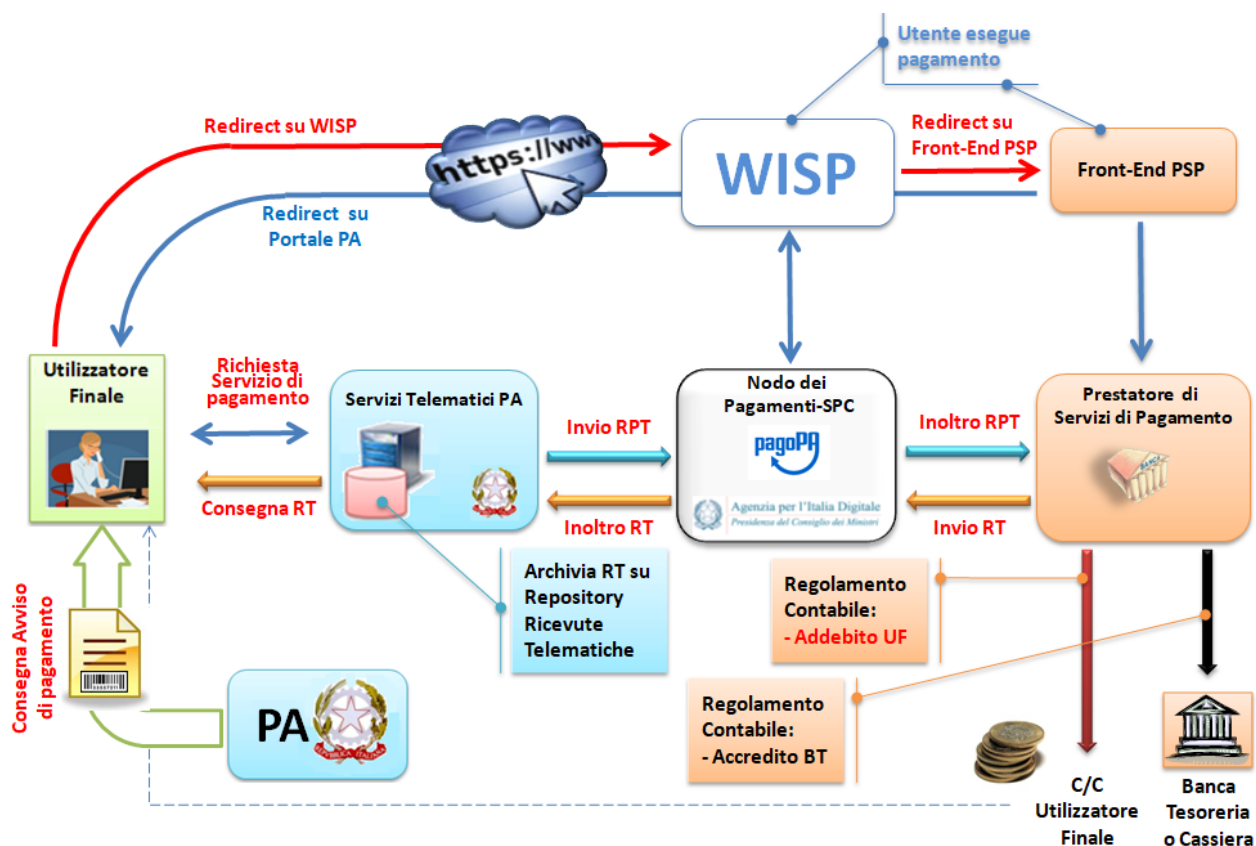 Utente esegue
pagamento
Redirect su WISP
https://www
WISP
Redirect su
Front-End PSP
Front-End PSP
Redirect su
Portale PA
Utilizzatore
Finale
Richiesta
Servizio di
pagamento
Servizi Telematici PA
Invio RPT
Nodo dei
Pagamenti-SPC
pagoPA
Agenzia per l'Italia Digitale
Presidenza del Consiglio dei Ministri
Inoltro RPT
Prestatore di
Servizi di Pagamento
BANCA
Consegna RT
Inoltro RT
Invio RT
Archivia RT su
Repository
Ricevute
Telematiche
Regolamento
Contabile:
- Addebito UF
Consegna Avviso
di pagamento
PA
REPVBBLICA ITALIANA
Regolamento
Contabile:
- Accredito BT
C/C
Utilizzatore
Finale
Banca
Tesoreria
o Cassiera